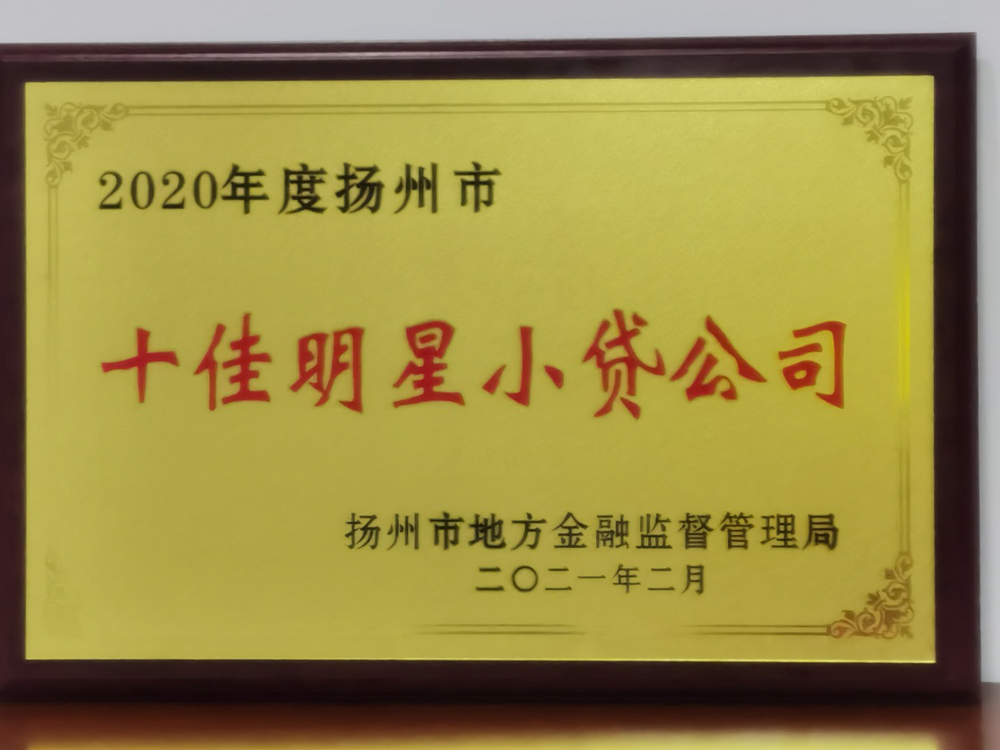 2020年度扬州市
十佳明星小贷公司
扬州市地方金融监督管理局
二〇二一年二月